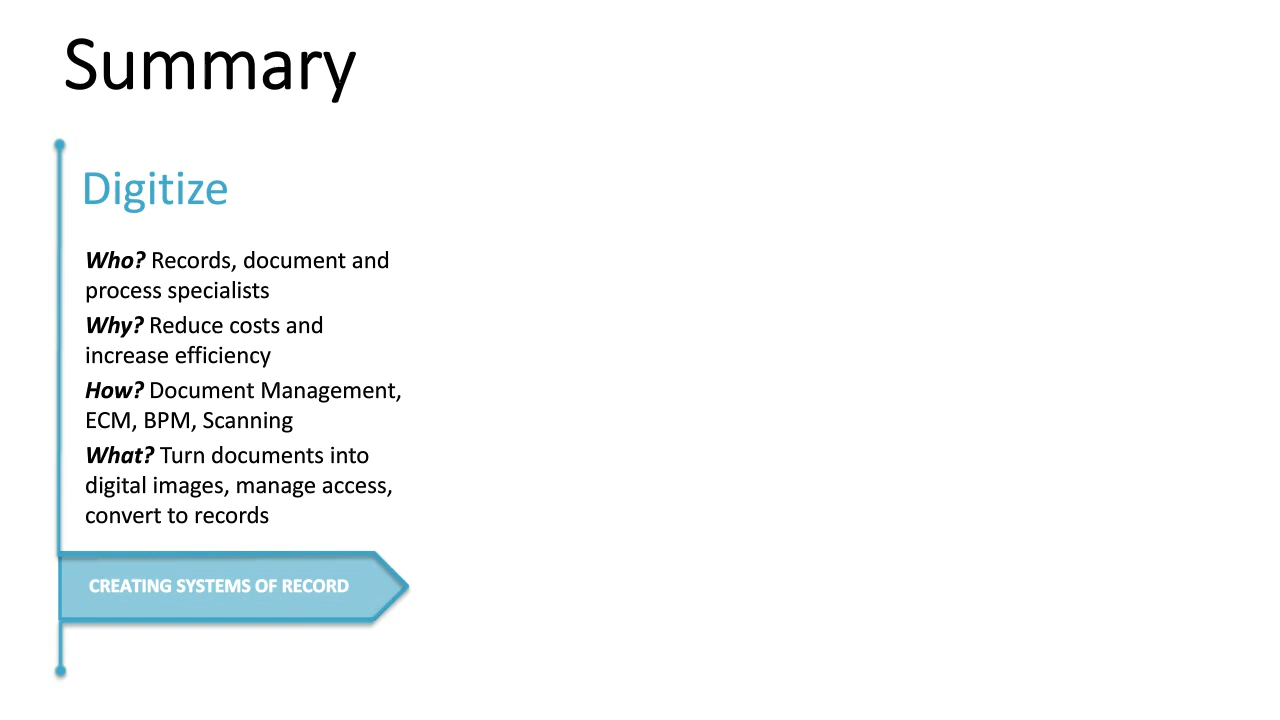 Summary
Digitize
Who? Records, document and
process specialists
Why? Reduce costs and
increase efficiency
How? Document Management,
ECM, BPM, Scanning
What? Turn documents into
digital images, manage access,
convert to records
CREATING SYSTEMS OF RECORD